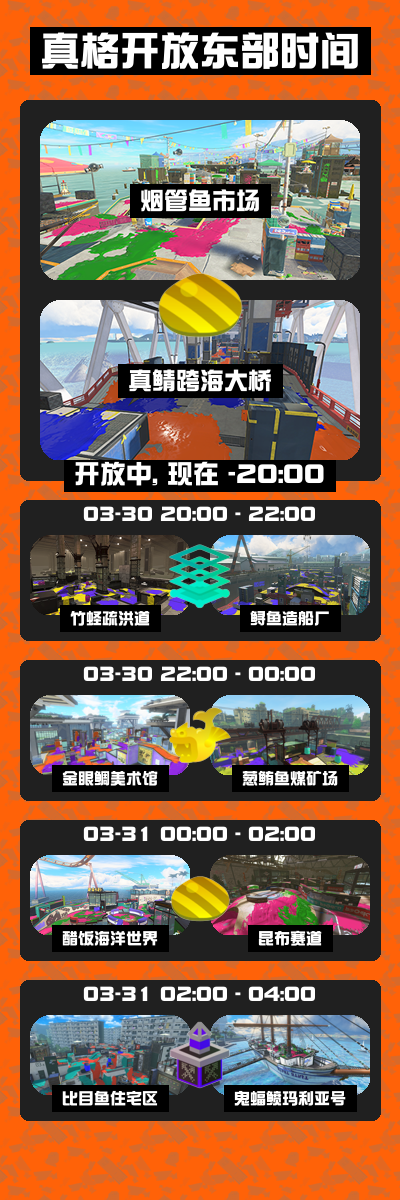 真格开放东部时间
烟管鱼市场
真鲭跨海大桥
开放中, 现在 -20:00
03-30 20:00 - 22:00
竹蛏疏洪道
鲟鱼造船厂
03-30 22:00 - 00:00
金眼鲷美术馆
葱鲔鱼煤矿场
03-31 00:00 - 02:00
醋饭海洋世界
昆布赛道
03-31 02:00 - 04:00
比目鱼住宅区
鬼蝠鲼玛利亚号